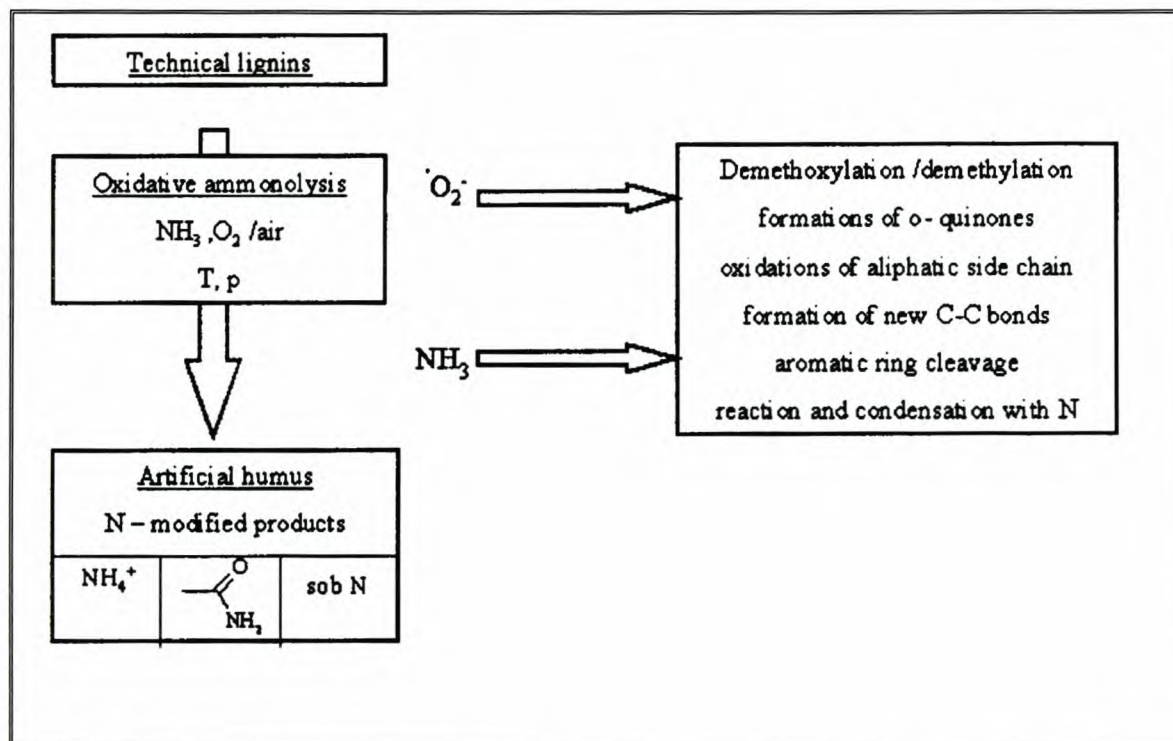 Technical lignins
Oxidative ammonolysis
NH₃ ,O₂ /air
T, p
Artificial humus
N – modified products
NH₄⁺
O
NH₂
sob N
˙O₂⁻
NH₃
Demethoxylation /demethylation
formations of o- quinones
oxidations of aliphatic side chain
formation of new C-C bonds
aromatic ring cleavage
reaction and condensation with N